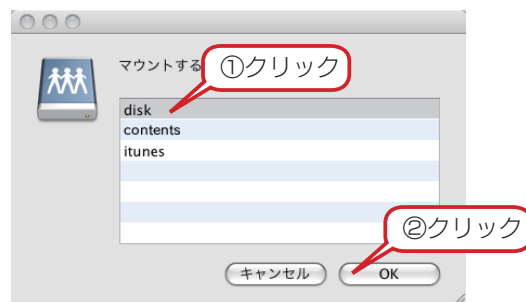 マウントする
①クリック
disk
contents
itunes
②クリック
キャンセル
OK